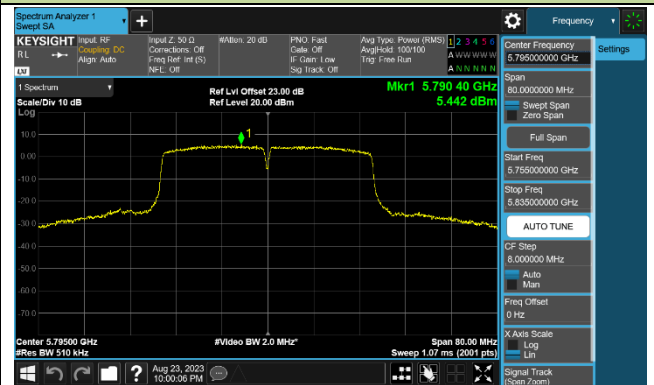 Spectrum Analyzer 1
Swept SA
+
Frequency
KEYSIGHT
RL
LXI
Input: RF
Coupling: DC
Align: Auto
Input Z: 50 Ω
Corrections: Off
Freq Ref: Int (S)
NFE: Off
#Atten: 20 dB
PNO: Fast
Gate: Off
IF Gain: Low
Sig Track: Off
Avg Type: Power (RMS)
Avg|Hold: 100/100
Trig: Free Run
1 2 3 4 5 6
A W W W W W
A N N N N N
1 Spectrum
Scale/Div 10 dB
Log
Ref Lvl Offset 23.00 dB
Ref Level 20.00 dBm
Mkr1 5.790 40 GHz
5.442 dBm
1
10.0
0.00
-10.0
-20.0
-30.0
-40.0
-50.0
-60.0
-70.0
Center 5.79500 GHz
#Res BW 510 kHz
#Video BW 2.0 MHz*
Span 80.00 MHz
Sweep 1.07 ms (2001 pts)
?
Aug 23, 2023
10:00:06 PM
Center Frequency
5.795000000 GHz
Settings
Span
80.0000000 MHz
Swept Span
Zero Span
Full Span
Start Freq
5.755000000 GHz
Stop Freq
5.835000000 GHz
AUTO TUNE
CF Step
8.000000 MHz
Auto
Man
Freq Offset
0 Hz
X Axis Scale
Log
Lin
Signal Track
(Span Zoom)